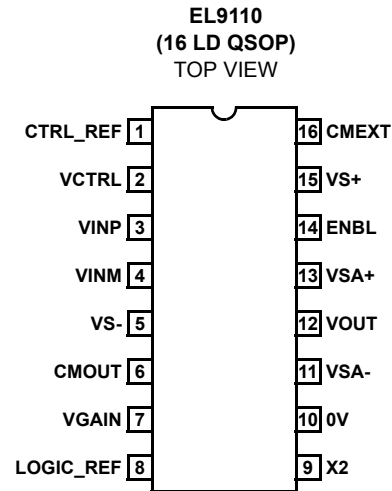 EL9110
(16 LD QSOP)
TOP VIEW
CTRL_REF 1 16 CMEXT
VCTRL 2 15 VS+
VINP 3 14 ENBL
VINM 4 13 VSA+
VS- 5 12 VOUT
CMOUT 6 11 VSA-
VGAIN 7 10 0V
LOGIC_REF 8 9 X2